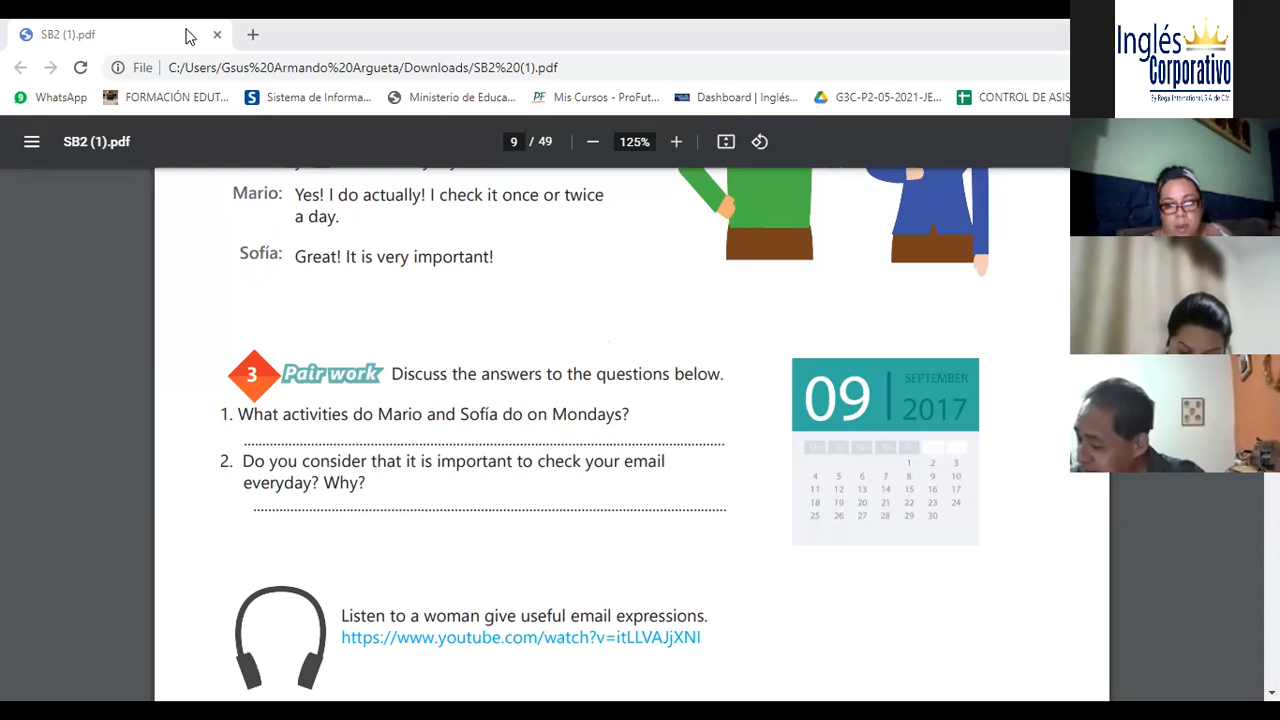 SB2 (1).pdf
File
C:/Users/Gsus%20Armando%20Argueta/Downloads/SB2%20(1).pdf
WhatsApp
FORMACIÓN EDUT...
Sistema de Informa...
Ministerio de Educa...
Mis Cursos - ProFut...
Dashboard | Inglés...
G3C-P2-05-2021-JE...
CONTROL DE ASIS
SB2 (1).pdf
9 / 49
125%
Inglés
Corporativo
By Rega International, S.A de C.V.
Mario: Yes! I do actually! I check it once or twice
a day.
Sofía: Great! It is very important!
3 Pair work Discuss the answers to the questions below.
1. What activities do Mario and Sofía do on Mondays?
2. Do you consider that it is important to check your email
everyday? Why?
09 SEPTEMBER
2017
1 2 3
4 5 6 7 8 9 10
11 12 13 14 15 16 17
18 19 20 21 22 23 24
25 26 27 28 29 30
Listen to a woman give useful email expressions.
https://www.youtube.com/watch?v=itLLVAJjXNI